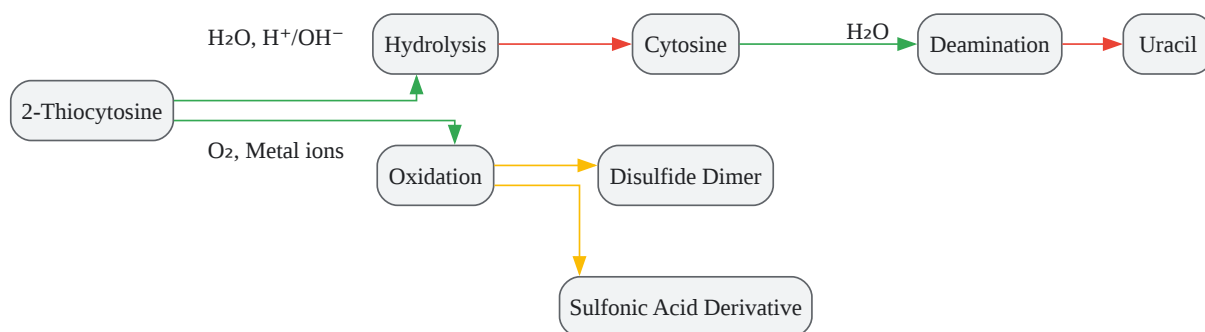 H₂O, H⁺/OH⁻
Hydrolysis
Cytosine
H₂O
Deamination
Uracil
2-Thiocytosine
O₂, Metal ions
Oxidation
Disulfide Dimer
Sulfonic Acid Derivative